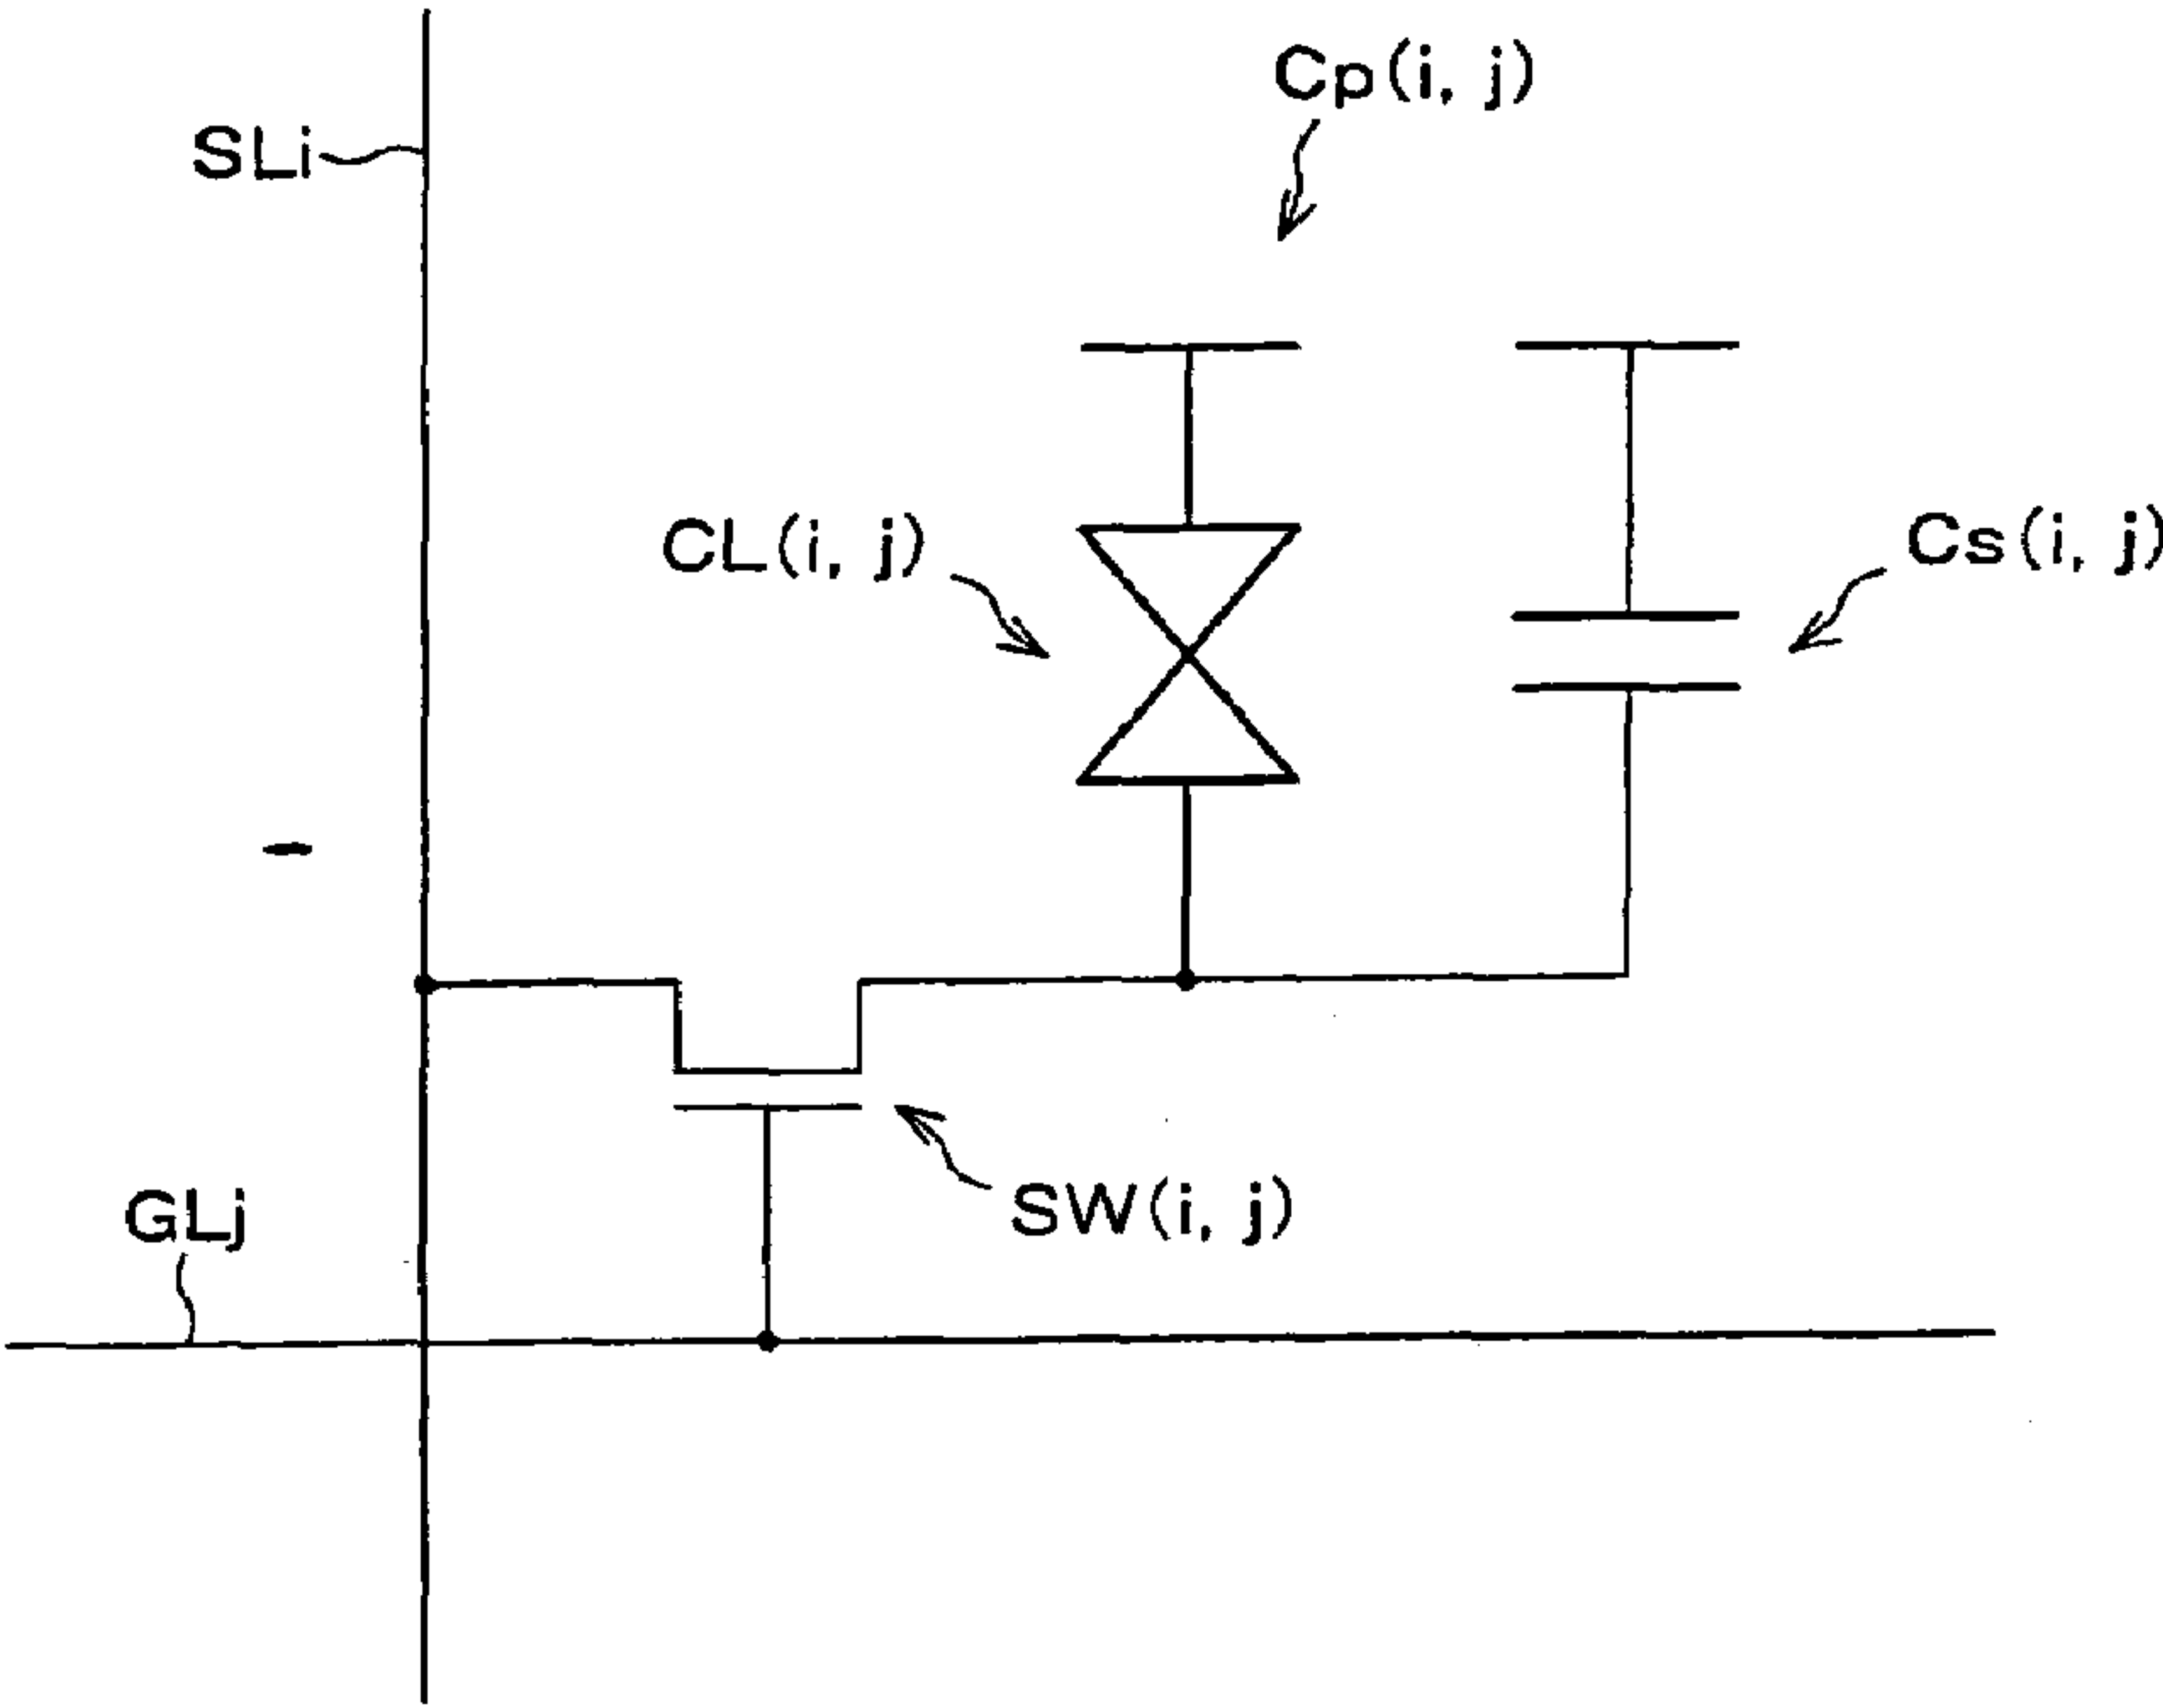 Cp(i, j)
SLi
CL(i, j)
Cs(i, j)
GLj
SW(i, j)